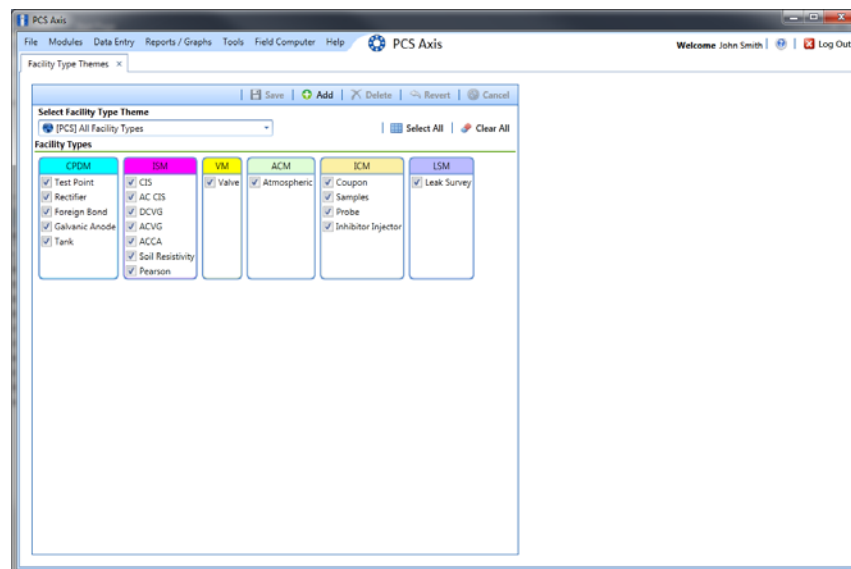 PCS Axis
File Modules Data Entry Reports / Graphs Tools Field Computer Help PCS Axis Welcome John Smith | | Log Out
Facility Type Themes ×
| Save | Add | Delete | Revert | Cancel
Select Facility Type Theme
[PCS] All Facility Types | Select All | Clear All
Facility Types
CPDM ISM VM ACM ICM LSM
Test Point CIS Valve Atmospheric Coupon Leak Survey
Rectifier AC CIS Samples
Foreign Bond DCVG Probe
Galvanic Anode ACVG Inhibitor Injector
Tank ACCA
Soil Resistivity
Pearson